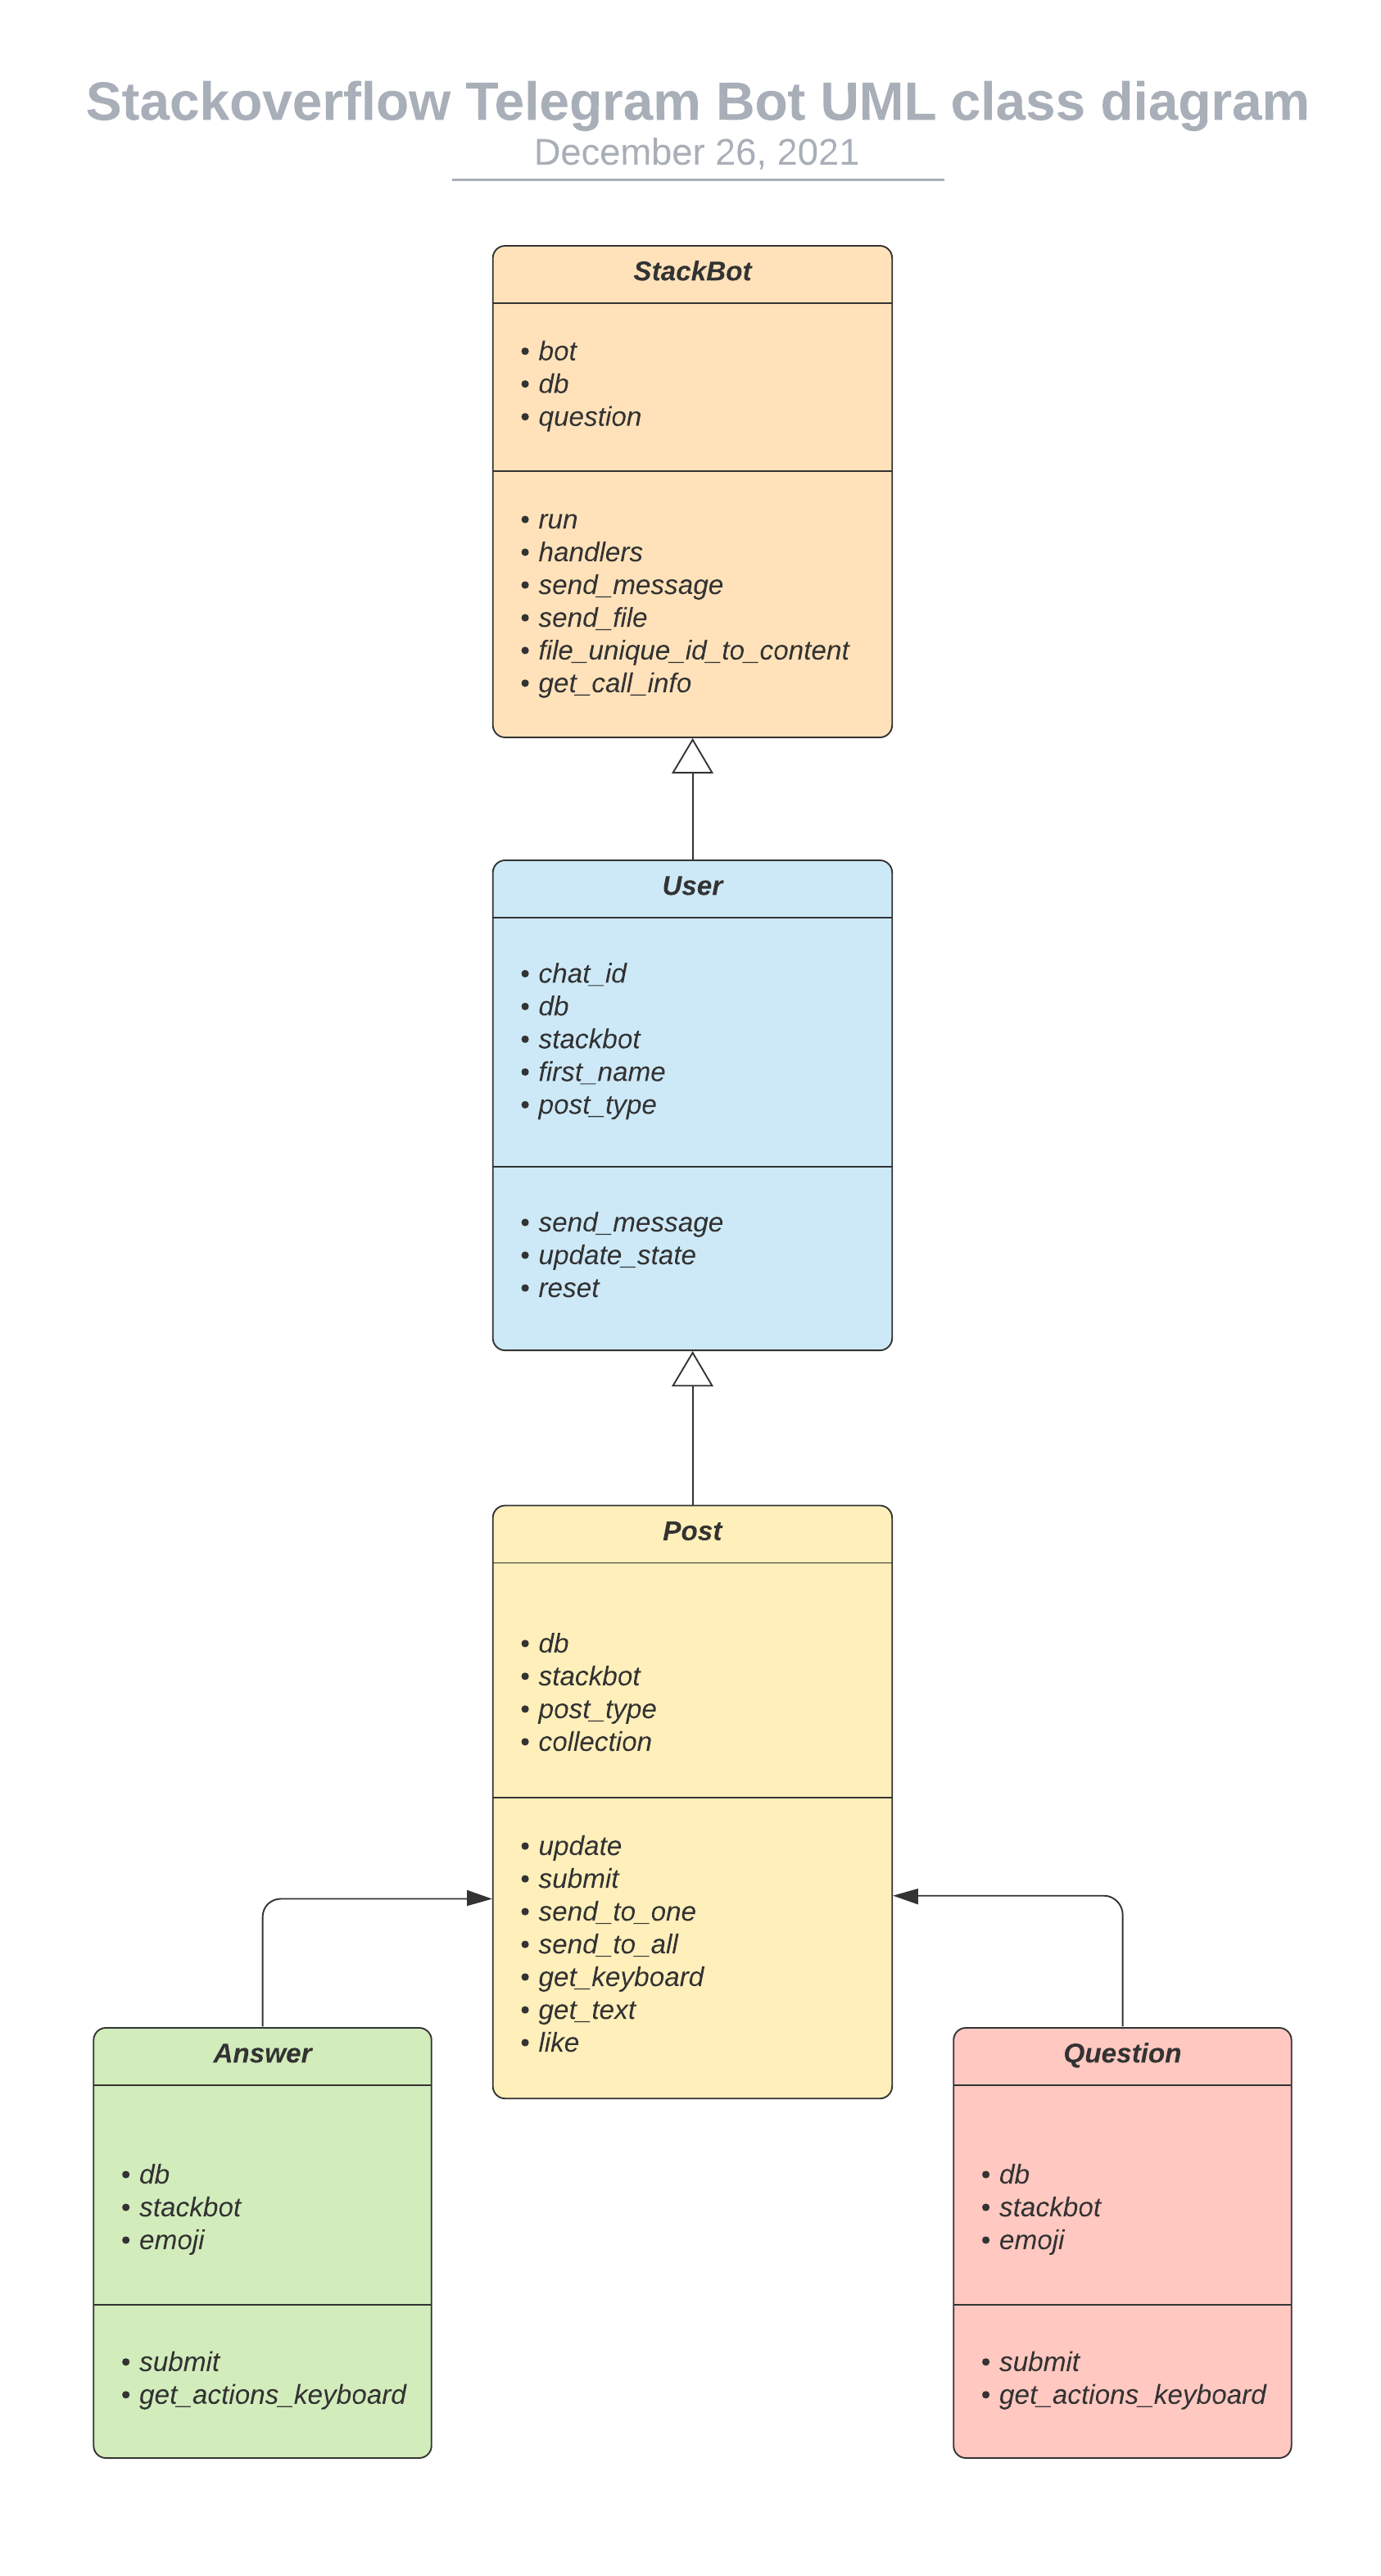 Stackoverflow Telegram Bot UML class diagram
December 26, 2021
StackBot
• bot
• db
• question
• run
• handlers
• send_message
• send_file
• file_unique_id_to_content
• get_call_info
User
• chat_id
• db
• stackbot
• first_name
• post_type
• send_message
• update_state
• reset
Post
• db
• stackbot
• post_type
• collection
• update
• submit
• send_to_one
• send_to_all
• get_keyboard
• get_text
• like
Answer
• db
• stackbot
• emoji
• submit
• get_actions_keyboard
Question
• db
• stackbot
• emoji
• submit
• get_actions_keyboard